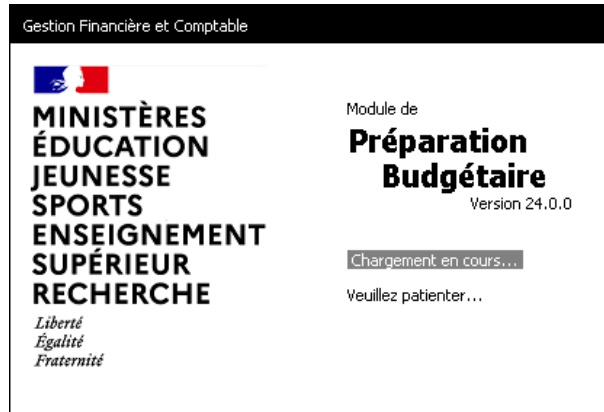 Gestion Financière et Comptable
MINISTÈRES
ÉDUCATION
JEUNESSE
SPORTS
ENSEIGNEMENT
SUPÉRIEUR
RECHERCHE
Liberté
Égalité
Fraternité
Module de
Préparation
Budgétaire
Version 24.0.0
Chargement en cours...
Veuillez patienter...